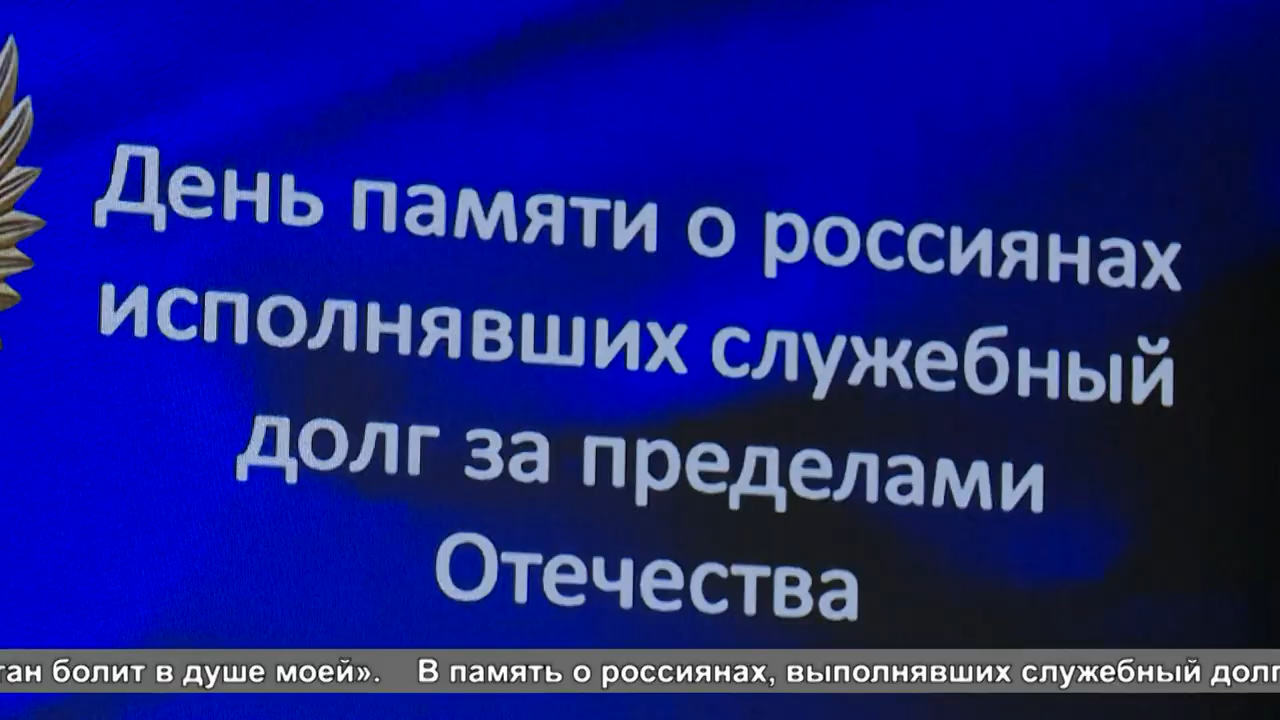 День памяти о россиянах
исполнявших служебный
долг за пределами
Отечества
тан болит в душе моей».    В память о россиянах, выполнявших служебный долг